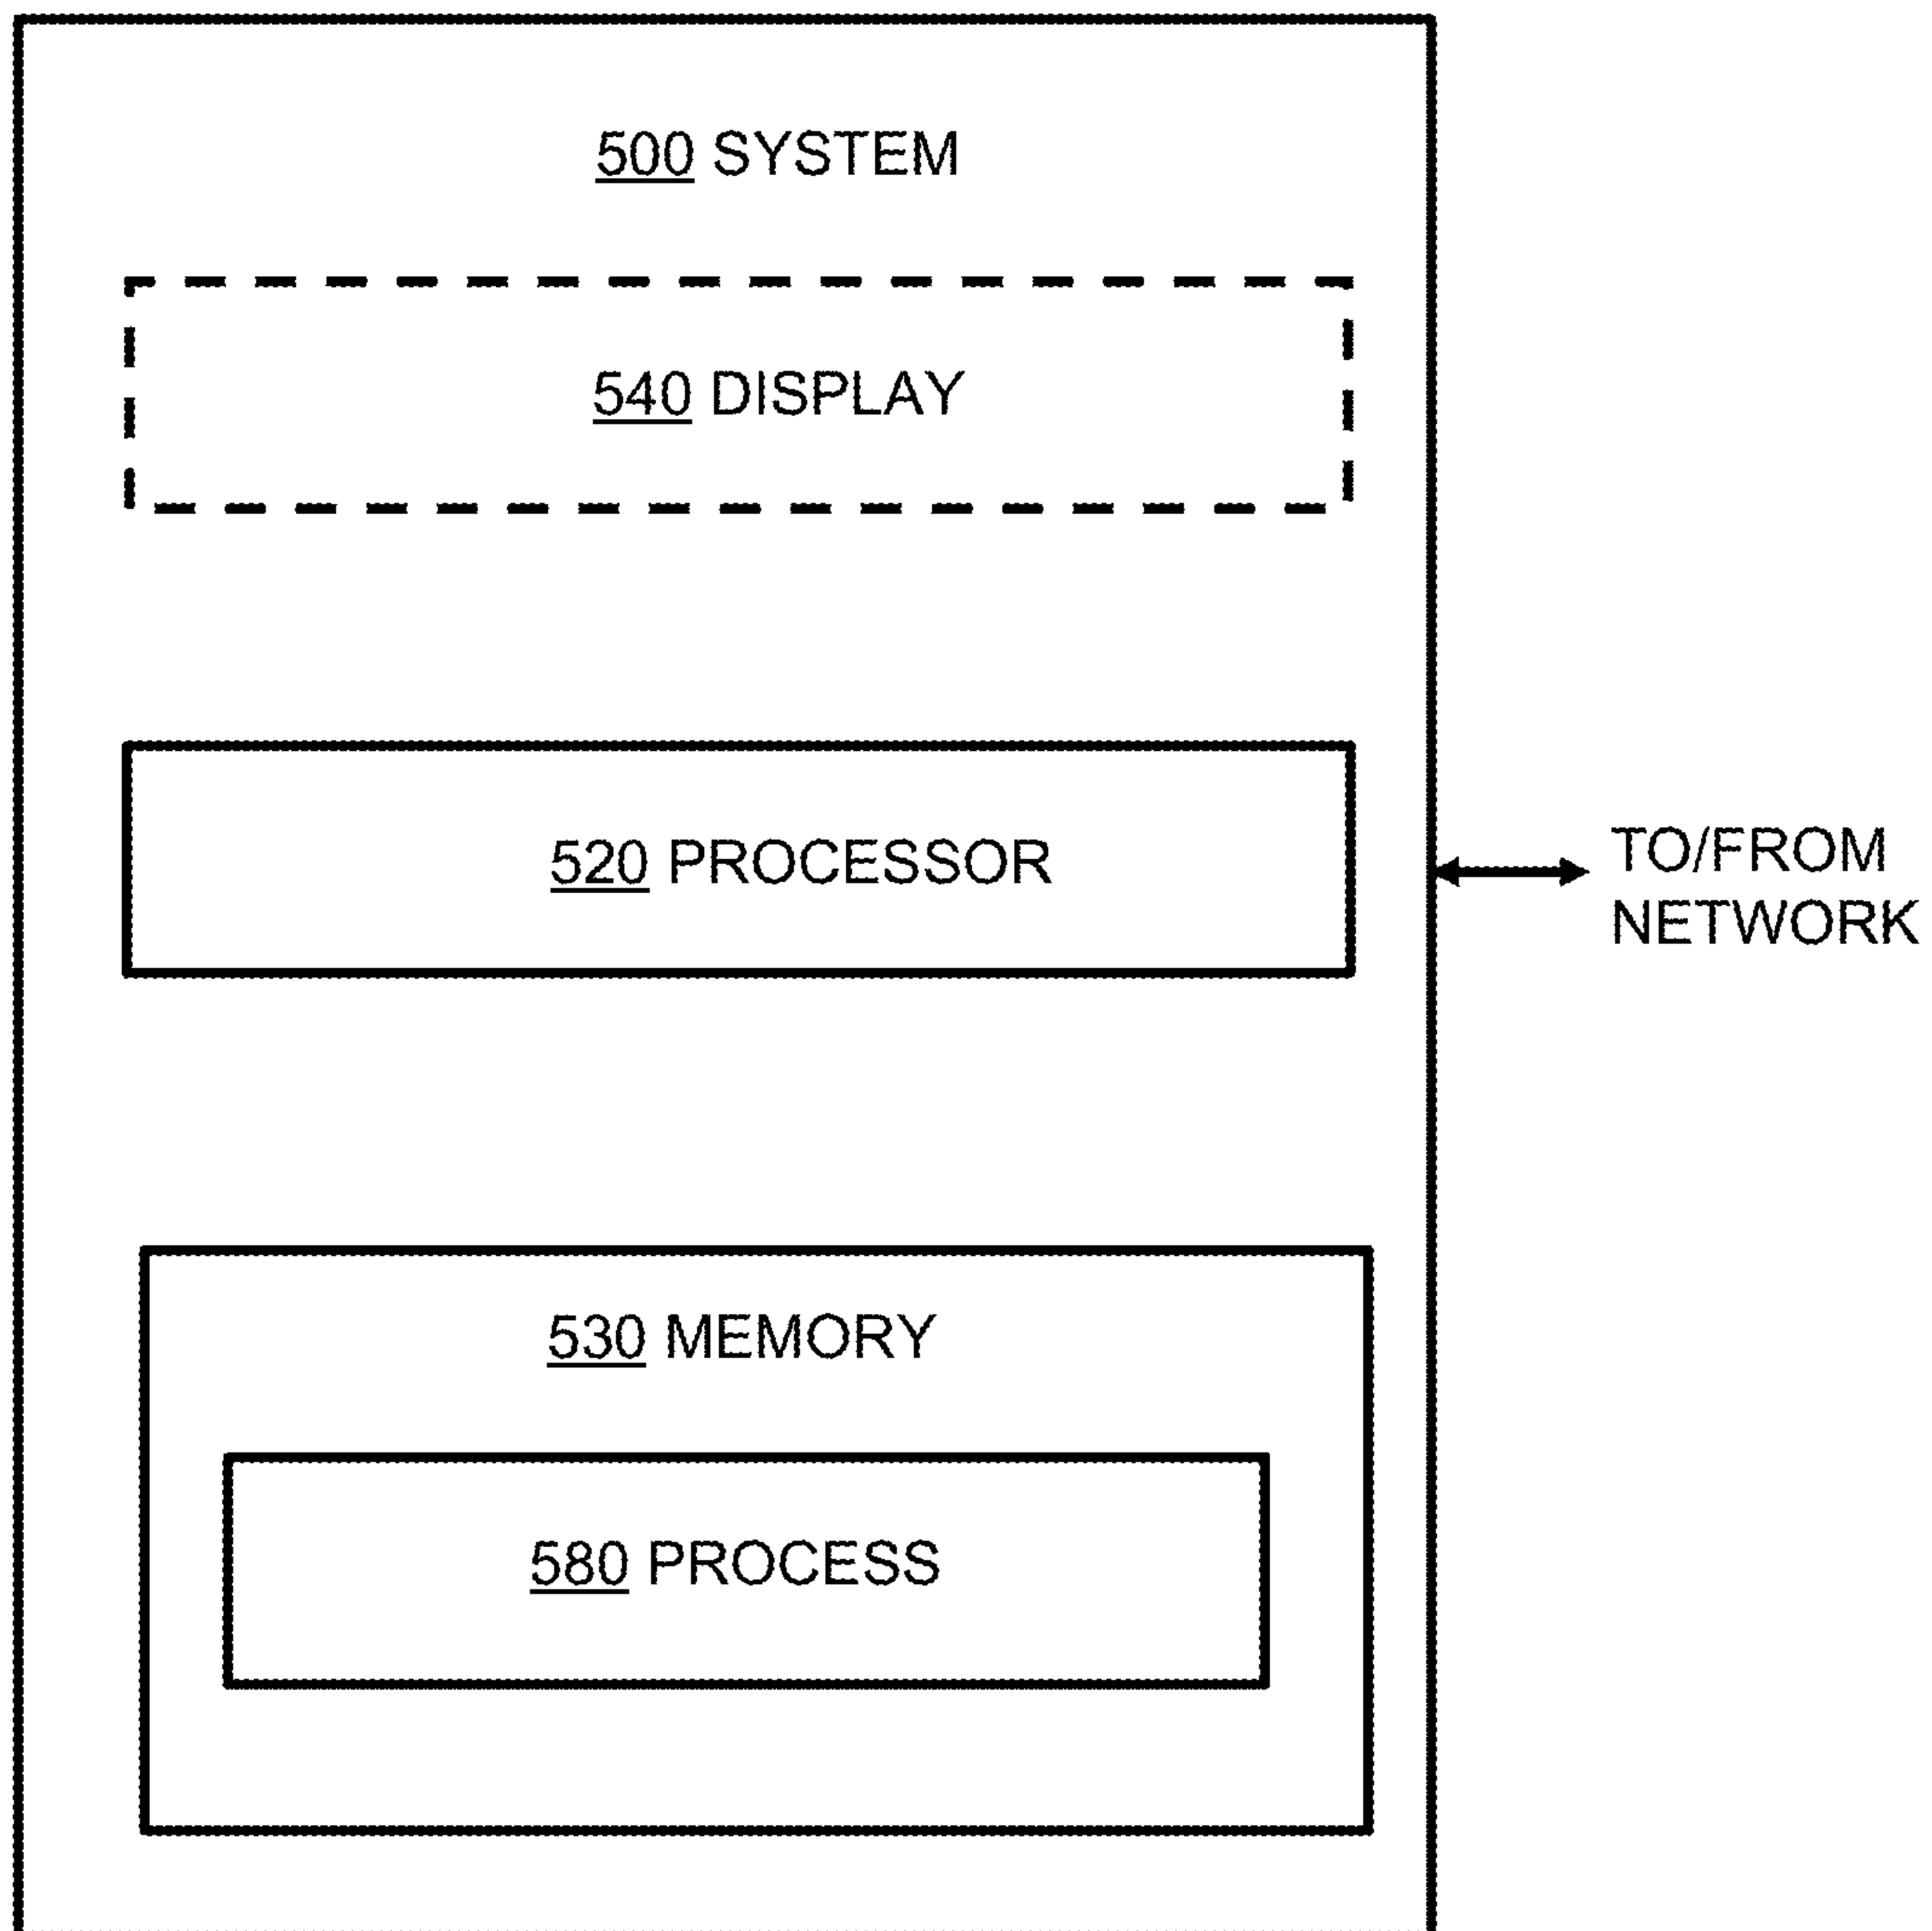 500 SYSTEM
540 DISPLAY
520 PROCESSOR
TO/FROM
NETWORK
530 MEMORY
580 PROCESS